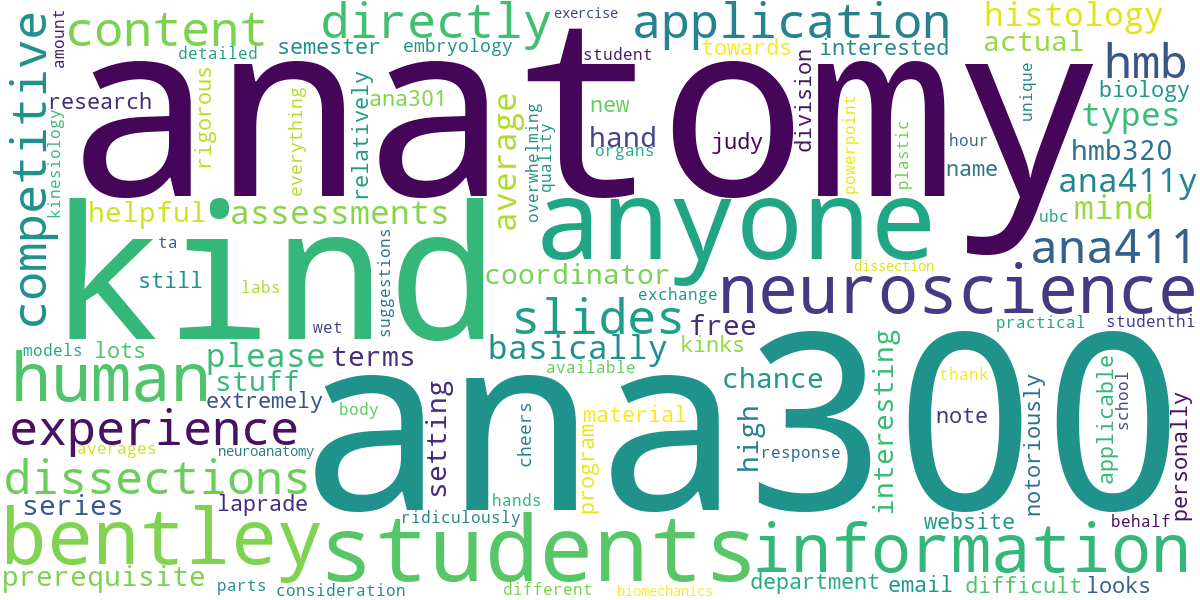 exercise
amount
content
directly
application
histology
detailed
semester
embryology
student
towards
interested
actual
competitive
anatomy
hmb
research
rigorous
everything
relatively
ana301
average
overwhelming
quality
new
hand
organs
judy
division
powerpoint
plastic
hour
name
unique
biology
types
hmb320
ana411y
kinesiology
helpful
assessments
kind
anyone
ubc
mind
ta
still
labs
suggestions
coordinator
dissection
ana411
exchange
neuroscience
wet
slides
free
practical
studenthi
models
lots
please
terms
basically
kinks
human
stuff
available
chance
interesting
thank
applicable
school
extremely
body
setting
ana300
material
program
high
note
notoriously
personally
experience
averages
neuroanatomy
cheers
response
dissections
series
laprade
hands
ridiculously
website
behalf
bentley
students
information
prerequisite
parts
consideration
different
biomechanics
department
email
difficult
looks